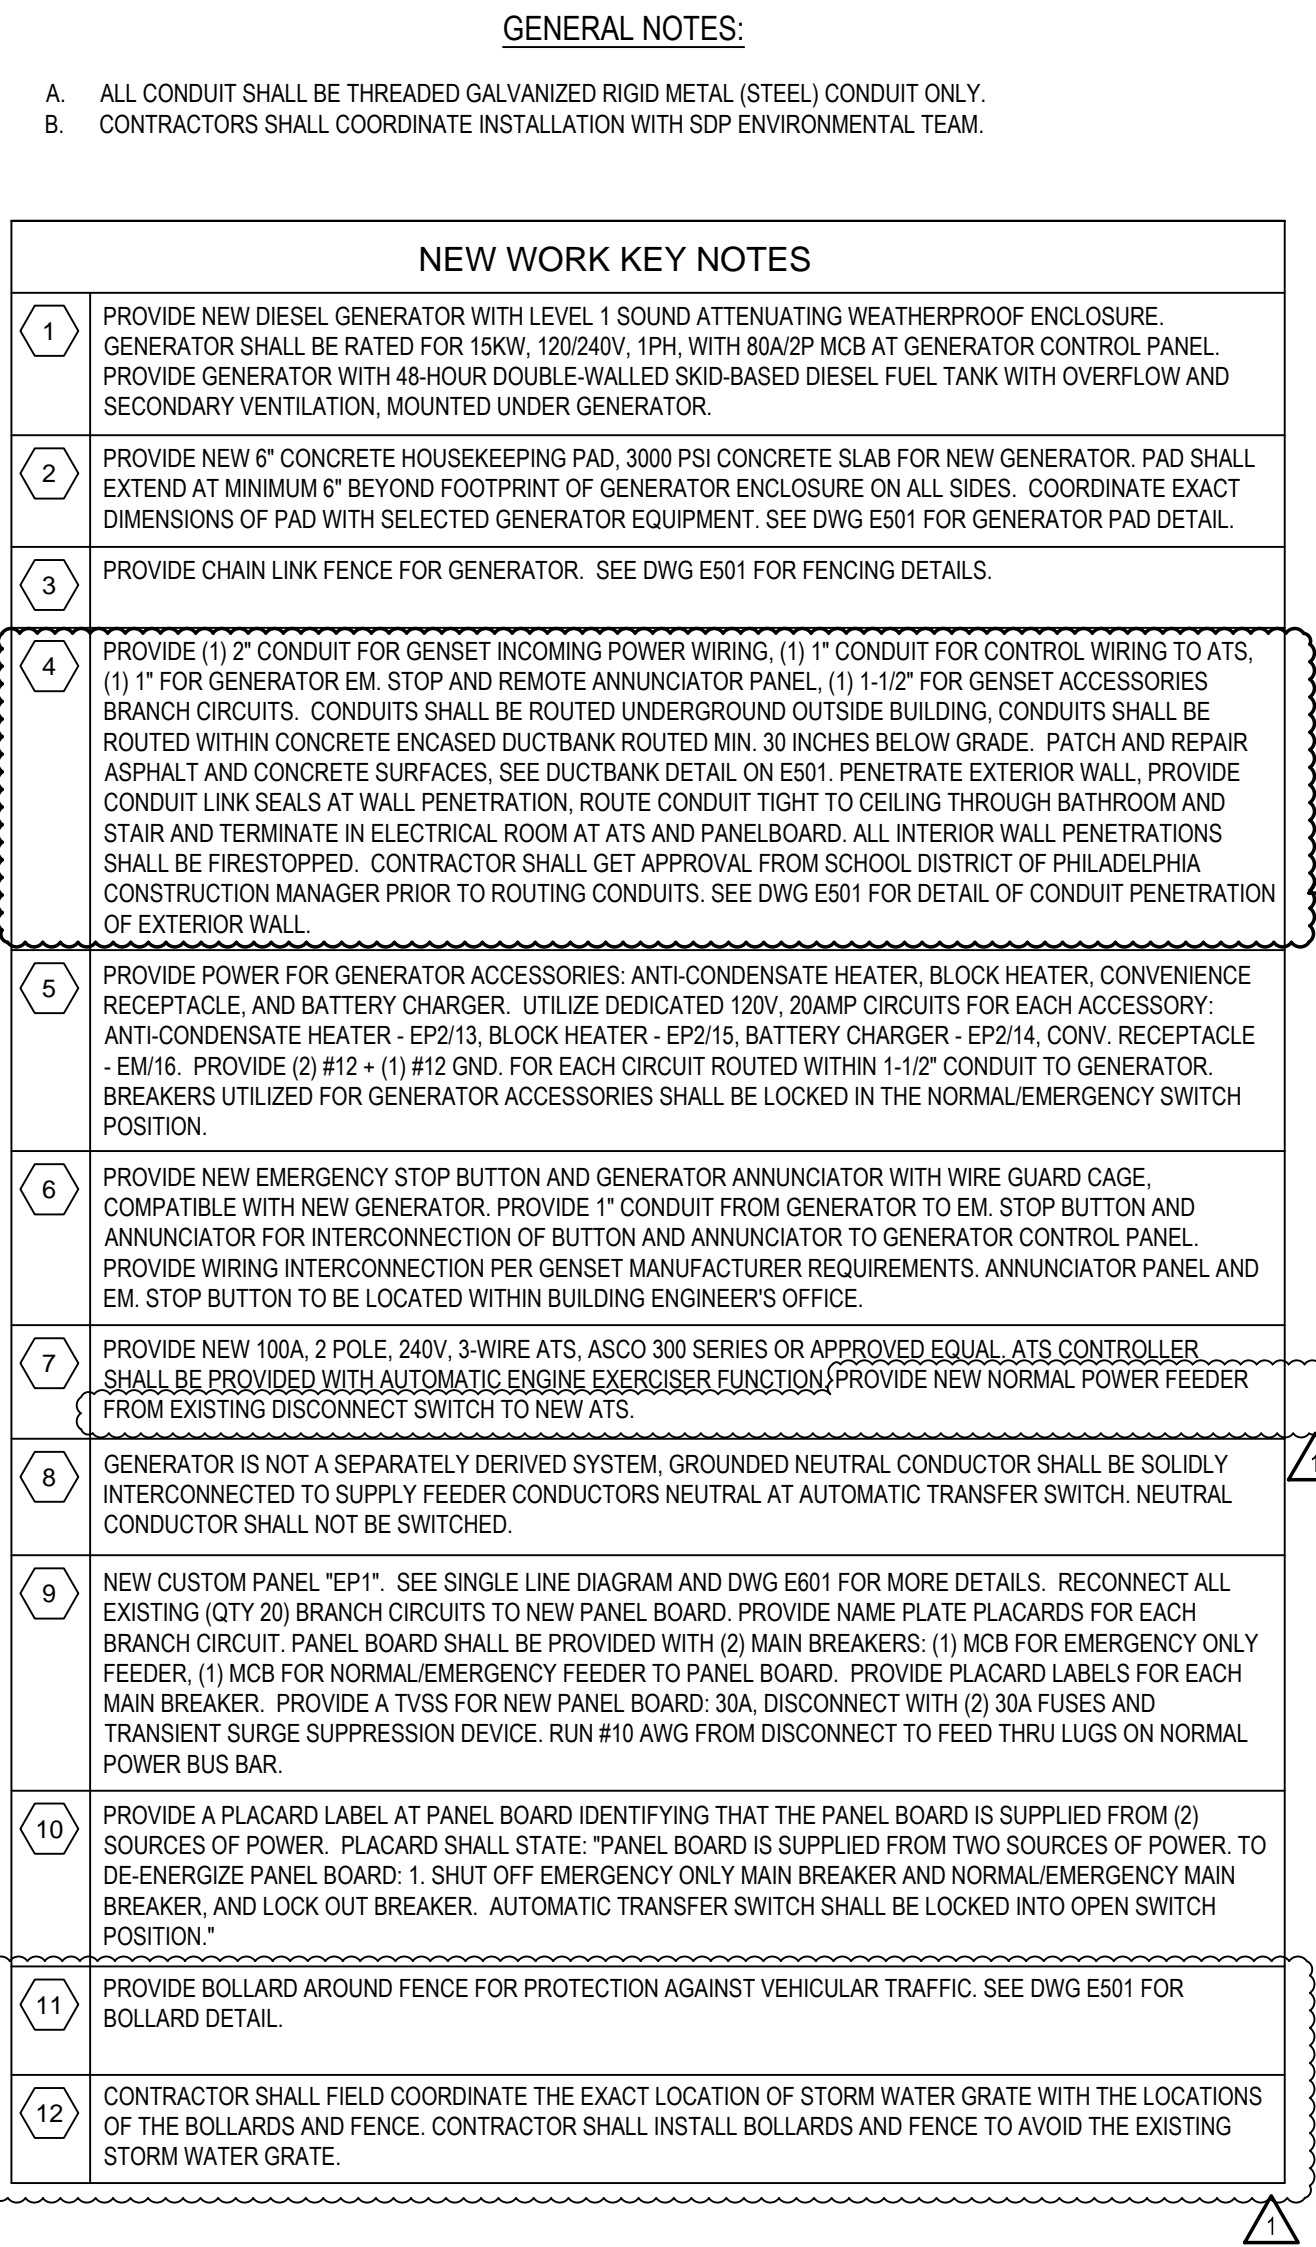 GENERAL NOTES:
A. ALL CONDUIT SHALL BE THREADED GALVANIZED RIGID METAL (STEEL) CONDUIT ONLY.
B. CONTRACTORS SHALL COORDINATE INSTALLATION WITH SDP ENVIRONMENTAL TEAM.
NEW WORK KEY NOTES
1 PROVIDE NEW DIESEL GENERATOR WITH LEVEL 1 SOUND ATTENUATING WEATHERPROOF ENCLOSURE.
GENERATOR SHALL BE RATED FOR 15KW, 120/240V, 1PH, WITH 80A/2P MCB AT GENERATOR CONTROL PANEL.
PROVIDE GENERATOR WITH 48-HOUR DOUBLE-WALLED SKID-BASED DIESEL FUEL TANK WITH OVERFLOW AND
SECONDARY VENTILATION, MOUNTED UNDER GENERATOR.
2 PROVIDE NEW 6" CONCRETE HOUSEKEEPING PAD, 3000 PSI CONCRETE SLAB FOR NEW GENERATOR. PAD SHALL
EXTEND AT MINIMUM 6" BEYOND FOOTPRINT OF GENERATOR ENCLOSURE ON ALL SIDES. COORDINATE EXACT
DIMENSIONS OF PAD WITH SELECTED GENERATOR EQUIPMENT. SEE DWG E501 FOR GENERATOR PAD DETAIL.
3 PROVIDE CHAIN LINK FENCE FOR GENERATOR. SEE DWG E501 FOR FENCING DETAILS.
4 PROVIDE (1) 2" CONDUIT FOR GENSET INCOMING POWER WIRING, (1) 1" CONDUIT FOR CONTROL WIRING TO ATS,
(1) 1" FOR GENERATOR EM. STOP AND REMOTE ANNUNCIATOR PANEL, (1) 1-1/2" FOR GENSET ACCESSORIES
BRANCH CIRCUITS. CONDUITS SHALL BE ROUTED UNDERGROUND OUTSIDE BUILDING, CONDUITS SHALL BE
ROUTED WITHIN CONCRETE ENCASED DUCTBANK ROUTED MIN. 30 INCHES BELOW GRADE. PATCH AND REPAIR
ASPHALT AND CONCRETE SURFACES, SEE DUCTBANK DETAIL ON E501. PENETRATE EXTERIOR WALL, PROVIDE
CONDUIT LINK SEALS AT WALL PENETRATION, ROUTE CONDUIT TIGHT TO CEILING THROUGH BATHROOM AND
STAIR AND TERMINATE IN ELECTRICAL ROOM AT ATS AND PANELBOARD. ALL INTERIOR WALL PENETRATIONS
SHALL BE FIRESTOPPED. CONTRACTOR SHALL GET APPROVAL FROM SCHOOL DISTRICT OF PHILADELPHIA
CONSTRUCTION MANAGER PRIOR TO ROUTING CONDUITS. SEE DWG E501 FOR DETAIL OF CONDUIT PENETRATION
OF EXTERIOR WALL.
5 PROVIDE POWER FOR GENERATOR ACCESSORIES: ANTI-CONDENSATE HEATER, BLOCK HEATER, CONVENIENCE
RECEPTACLE, AND BATTERY CHARGER. UTILIZE DEDICATED 120V, 20AMP CIRCUITS FOR EACH ACCESSORY:
ANTI-CONDENSATE HEATER - EP2/13, BLOCK HEATER - EP2/15, BATTERY CHARGER - EP2/14, CONV. RECEPTACLE
- EM/16. PROVIDE (2) #12 + (1) #12 GND. FOR EACH CIRCUIT ROUTED WITHIN 1-1/2" CONDUIT TO GENERATOR.
BREAKERS UTILIZED FOR GENERATOR ACCESSORIES SHALL BE LOCKED IN THE NORMAL/EMERGENCY SWITCH
POSITION.
6 PROVIDE NEW EMERGENCY STOP BUTTON AND GENERATOR ANNUNCIATOR WITH WIRE GUARD CAGE,
COMPATIBLE WITH NEW GENERATOR. PROVIDE 1" CONDUIT FROM GENERATOR TO EM. STOP BUTTON AND
ANNUNCIATOR FOR INTERCONNECTION OF BUTTON AND ANNUNCIATOR TO GENERATOR CONTROL PANEL.
PROVIDE WIRING INTERCONNECTION PER GENSET MANUFACTURER REQUIREMENTS. ANNUNCIATOR PANEL AND
EM. STOP BUTTON TO BE LOCATED WITHIN BUILDING ENGINEER'S OFFICE.
7 PROVIDE NEW 100A, 2 POLE, 240V, 3-WIRE ATS, ASCO 300 SERIES OR APPROVED EQUAL. ATS CONTROLLER
SHALL BE PROVIDED WITH AUTOMATIC ENGINE EXERCISER FUNCTION. PROVIDE NEW NORMAL POWER FEEDER
FROM EXISTING DISCONNECT SWITCH TO NEW ATS.
1
8 GENERATOR IS NOT A SEPARATELY DERIVED SYSTEM, GROUNDED NEUTRAL CONDUCTOR SHALL BE SOLIDLY
INTERCONNECTED TO SUPPLY FEEDER CONDUCTORS NEUTRAL AT AUTOMATIC TRANSFER SWITCH. NEUTRAL
CONDUCTOR SHALL NOT BE SWITCHED.
9 NEW CUSTOM PANEL "EP1". SEE SINGLE LINE DIAGRAM AND DWG E601 FOR MORE DETAILS. RECONNECT ALL
EXISTING (QTY 20) BRANCH CIRCUITS TO NEW PANEL BOARD. PROVIDE NAME PLATE PLACARDS FOR EACH
BRANCH CIRCUIT. PANEL BOARD SHALL BE PROVIDED WITH (2) MAIN BREAKERS: (1) MCB FOR EMERGENCY ONLY
FEEDER, (1) MCB FOR NORMAL/EMERGENCY FEEDER TO PANEL BOARD. PROVIDE PLACARD LABELS FOR EACH
MAIN BREAKER. PROVIDE A TVSS FOR NEW PANEL BOARD: 30A, DISCONNECT WITH (2) 30A FUSES AND
TRANSIENT SURGE SUPPRESSION DEVICE. RUN #10 AWG FROM DISCONNECT TO FEED THRU LUGS ON NORMAL
POWER BUS BAR.
10 PROVIDE A PLACARD LABEL AT PANEL BOARD IDENTIFYING THAT THE PANEL BOARD IS SUPPLIED FROM (2)
SOURCES OF POWER. PLACARD SHALL STATE: "PANEL BOARD IS SUPPLIED FROM TWO SOURCES OF POWER. TO
DE-ENERGIZE PANEL BOARD: 1. SHUT OFF EMERGENCY ONLY MAIN BREAKER AND NORMAL/EMERGENCY MAIN
BREAKER, AND LOCK OUT BREAKER. AUTOMATIC TRANSFER SWITCH SHALL BE LOCKED INTO OPEN SWITCH
POSITION."
11 PROVIDE BOLLARD AROUND FENCE FOR PROTECTION AGAINST VEHICULAR TRAFFIC. SEE DWG E501 FOR
BOLLARD DETAIL.
12 CONTRACTOR SHALL FIELD COORDINATE THE EXACT LOCATION OF STORM WATER GRATE WITH THE LOCATIONS
OF THE BOLLARDS AND FENCE. CONTRACTOR SHALL INSTALL BOLLARDS AND FENCE TO AVOID THE EXISTING
STORM WATER GRATE.
1